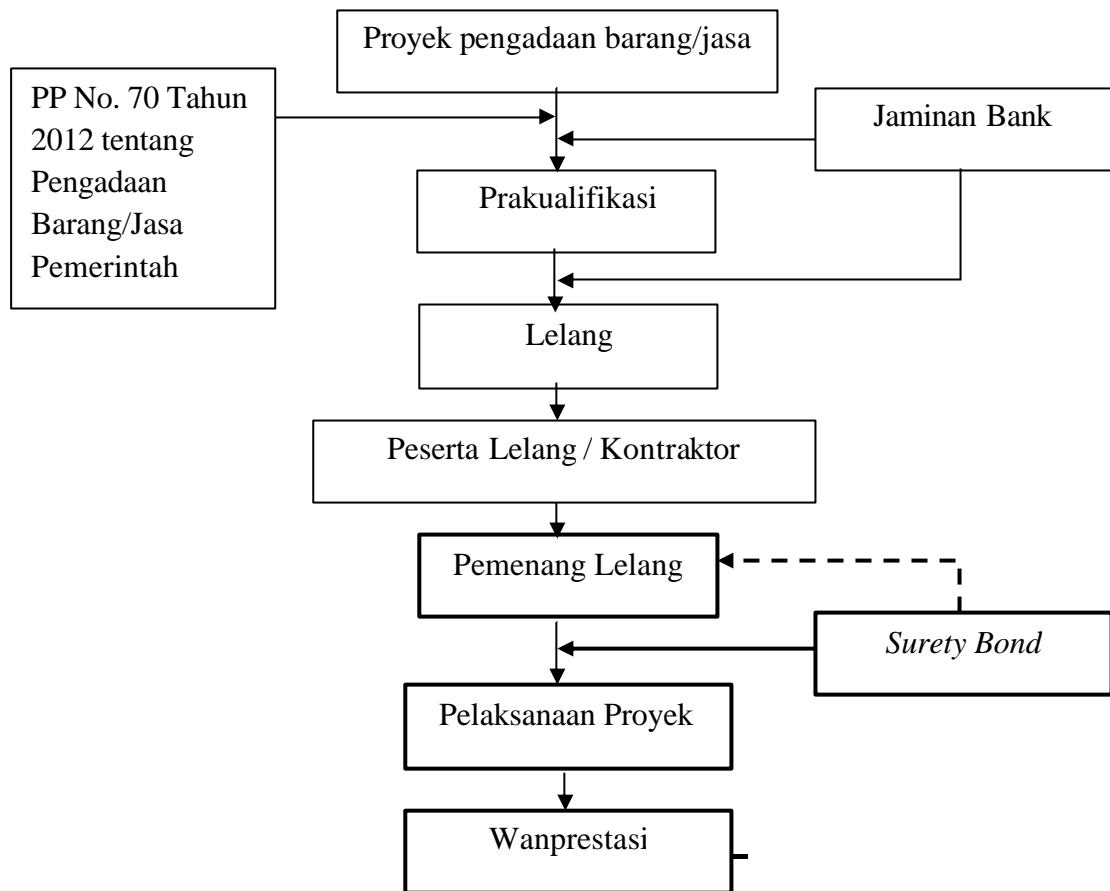 Proyek pengadaan barang/jasa
PP No. 70 Tahun
2012 tentang
Pengadaan
Barang/Jasa
Pemerintah
Jaminan Bank
Prakualifikasi
Lelang
Peserta Lelang / Kontraktor
Pemenang Lelang
Surety Bond
Pelaksanaan Proyek
Wanprestasi